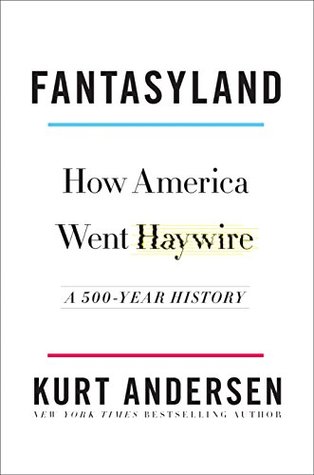 FANTASYLAND
How America
Went Haywire
A 500-YEAR HISTORY
KURT ANDERSEN
NEW YORK TIMES BESTSELLING AUTHOR